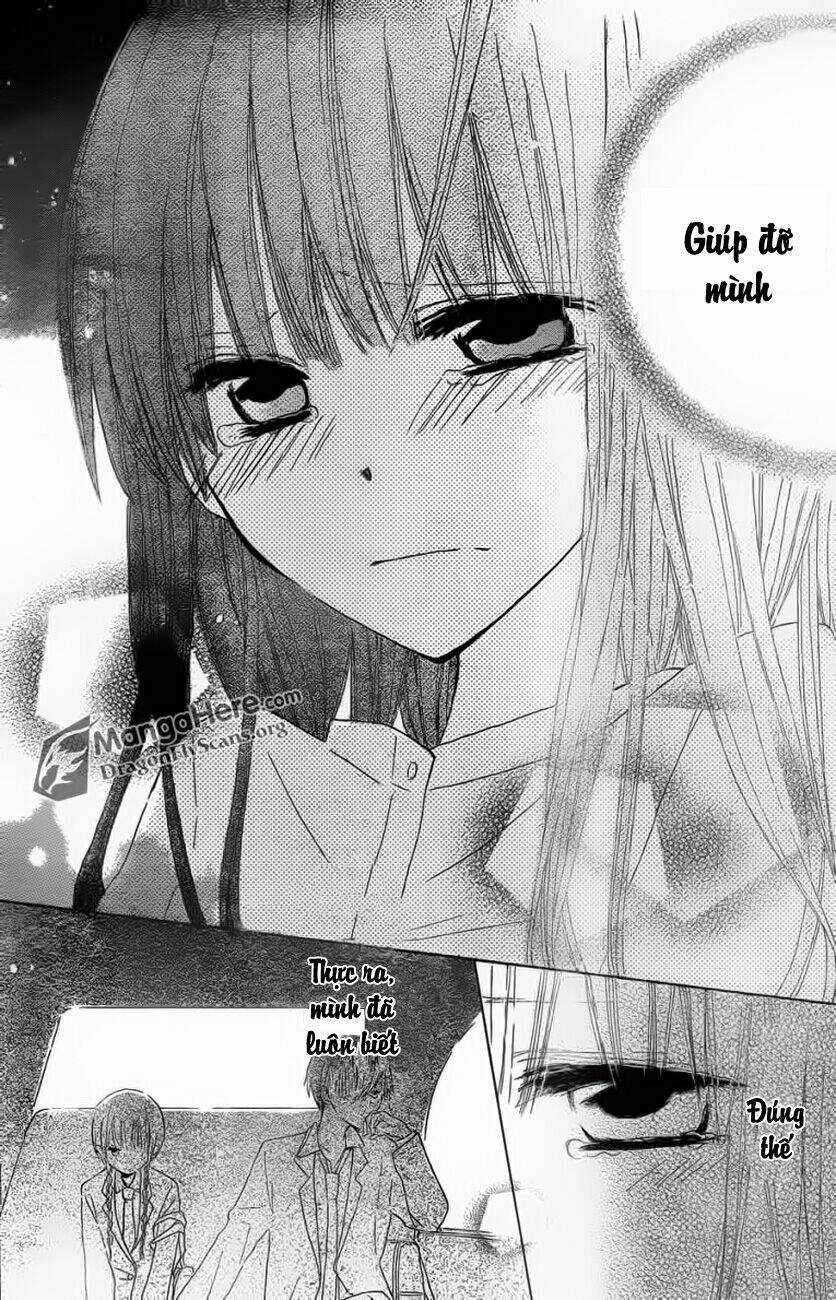 Giúp đỡ
mình
MangaHere.com
DragonFlyScans.org
Thực ra,
mình đã
luôn biết
Đúng
thế